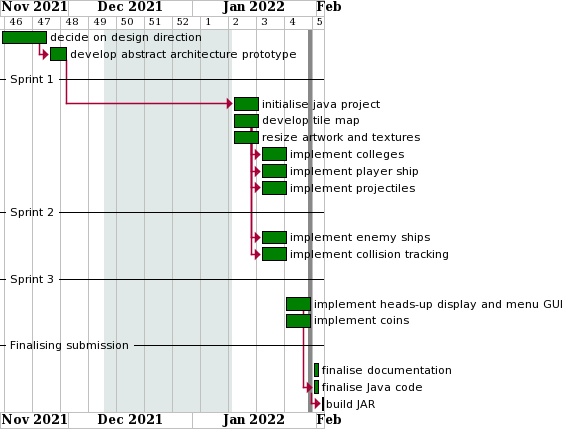 Nov 2021 Dec 2021 Jan 2022 Feb
46 47 48 49 50 51 52 1 2 3 4 5
decide on design direction
develop abstract architecture prototype
Sprint 1
initialise java project
develop tile map
resize artwork and textures
implement colleges
implement player ship
implement projectiles
Sprint 2
implement enemy ships
implement collision tracking
Sprint 3
implement heads-up display and menu GUI
implement coins
Finalising submission
finalise documentation
finalise Java code
build JAR
Nov 2021 Dec 2021 Jan 2022 Feb